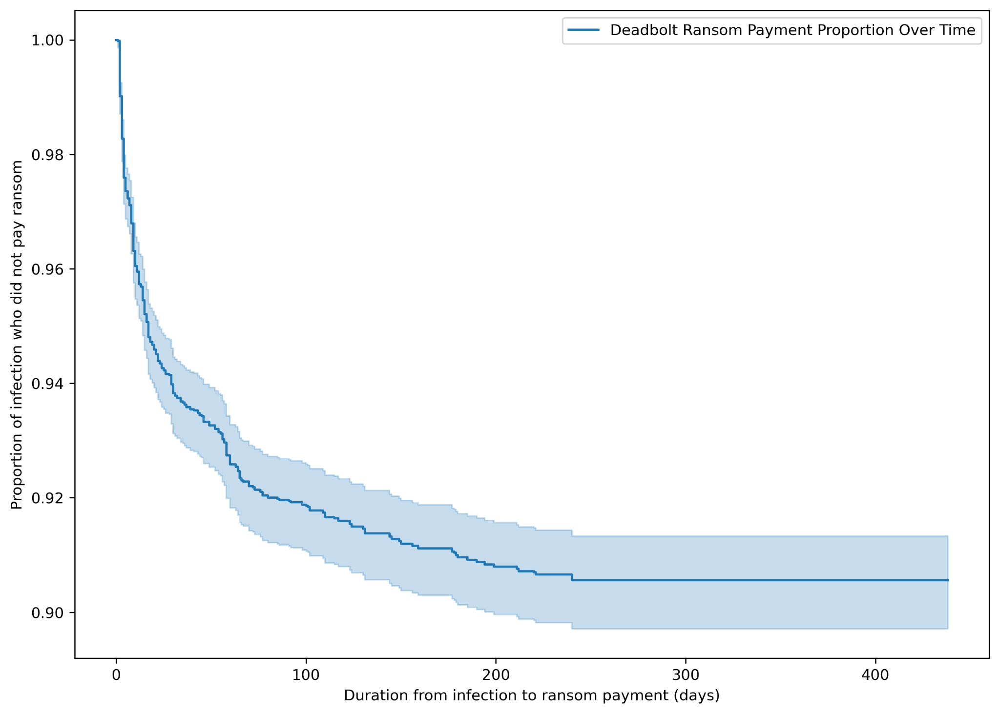 Deadbolt Ransom Payment Proportion Over Time
1.00
0.98
0.96
0.94
0.92
0.90
Proportion of infection who did not pay ransom
0 100 200 300 400
Duration from infection to ransom payment (days)